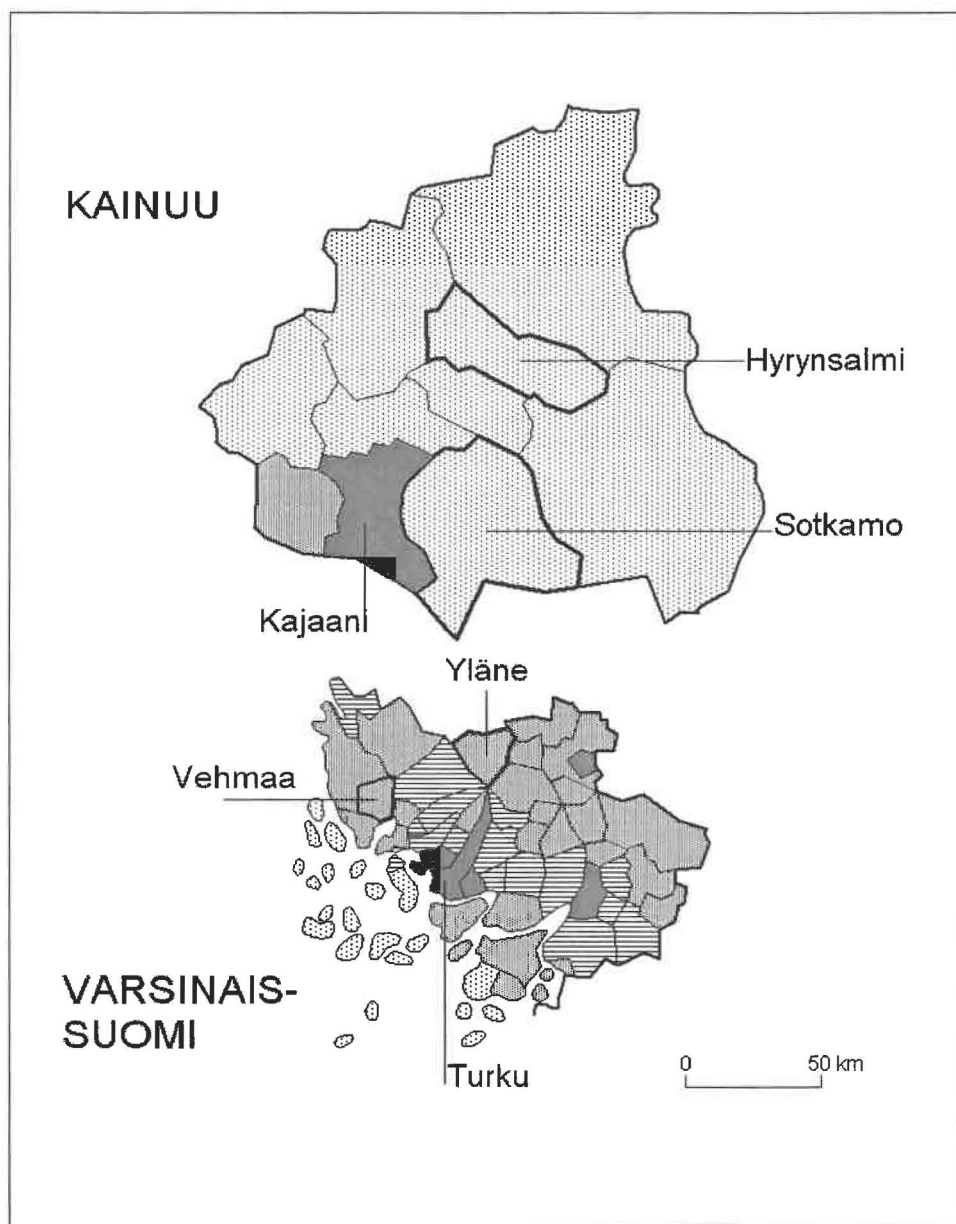 KAINUU
Hyrynsalmi
Sotkamo
Kajaani
Yläne
Vehmaa
VARSINAIS-
SUOMI
Turku
0 50 km